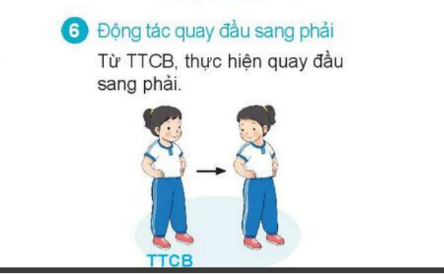 6 Động tác quay đầu sang phải
Từ TTCB, thực hiện quay đầu
sang phải.
TTCB